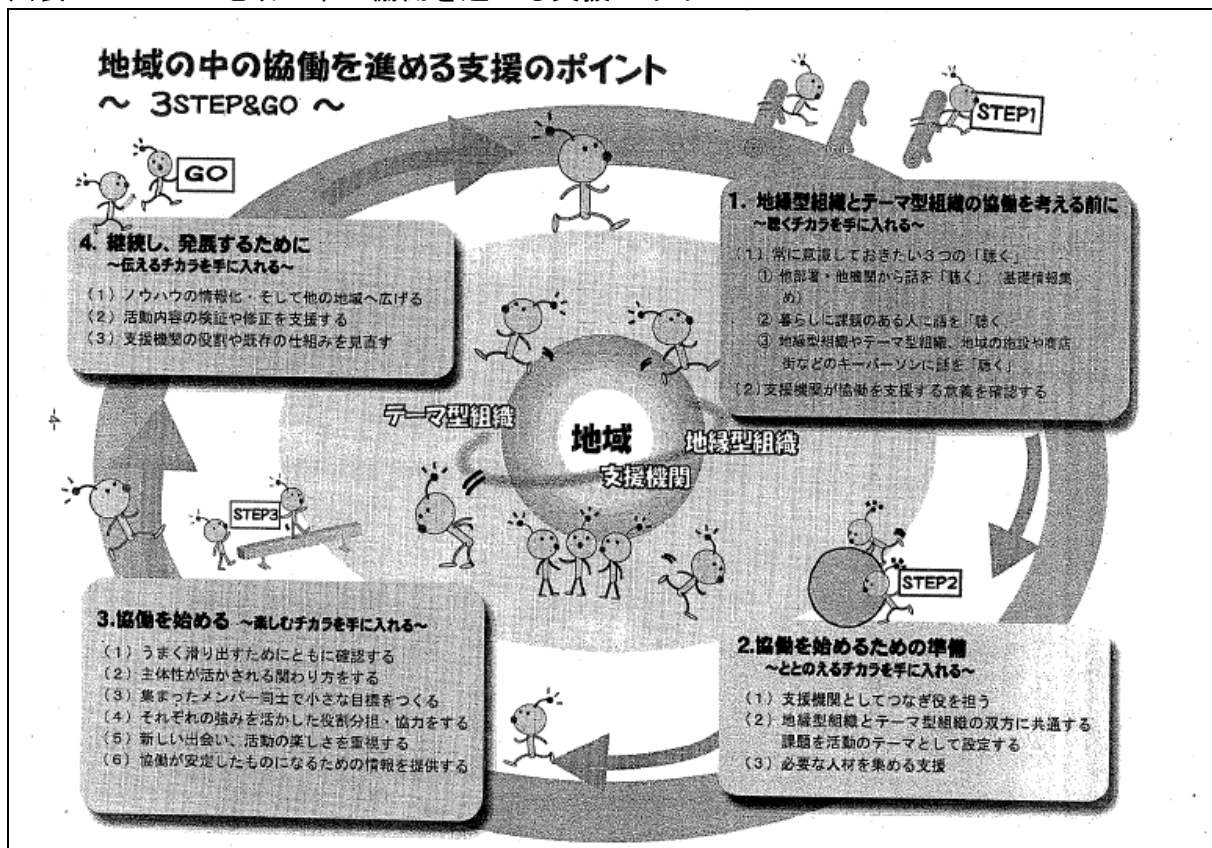 地域の中の協働を進める支援のポイント
～ 3STEP&GO ～
STEP1
1. 地縁型組織とテーマ型組織の協働を考える前に
～聴くチカラを手に入れる～
(1) 常に意識しておきたい3つの「聴く」
① 他部署・他機関から話を「聴く」 基礎情報集
め)
② 暮らしに課題のある人に話を「聴く」
③ 地縁型組織やテーマ型組織、地域の施設や商店
街などのキーパーソンに話を「聴く」
(2)支援機関が協働を支援する意義を確認する
GO
4. 継続し、発展するために
～伝えるチカラを手に入れる～
(1) ノウハウの情報化・そして他の地域へ広げる
(2) 活動内容の検証や修正を支援する
(3) 支援機関の役割や既存の仕組みを見直す
テーマ型組織
地域
地縁型組織
支援機関
STEP3
STEP2
3.協働を始める ～楽しむチカラを手に入れる～
(1) うまく滑り出すためにともに確認する
(2) 主体性が活かされる関わり方をする
(3) 集まったメンバー同士で小さな目標をつくる
(4) それぞれの強みを活かした役割分担・協力をする
(5) 新しい出会い、活動の楽しさを重視する
(6) 協働が安定したものになるための情報を提供する
2.協働を始めるための準備
～ととのえるチカラを手に入れる～
(1) 支援機関としてつなぎ役を担う
(2) 地縁型組織とテーマ型組織の双方に共通する
課題を活動のテーマとして設定する
(3) 必要な人材を集める支援